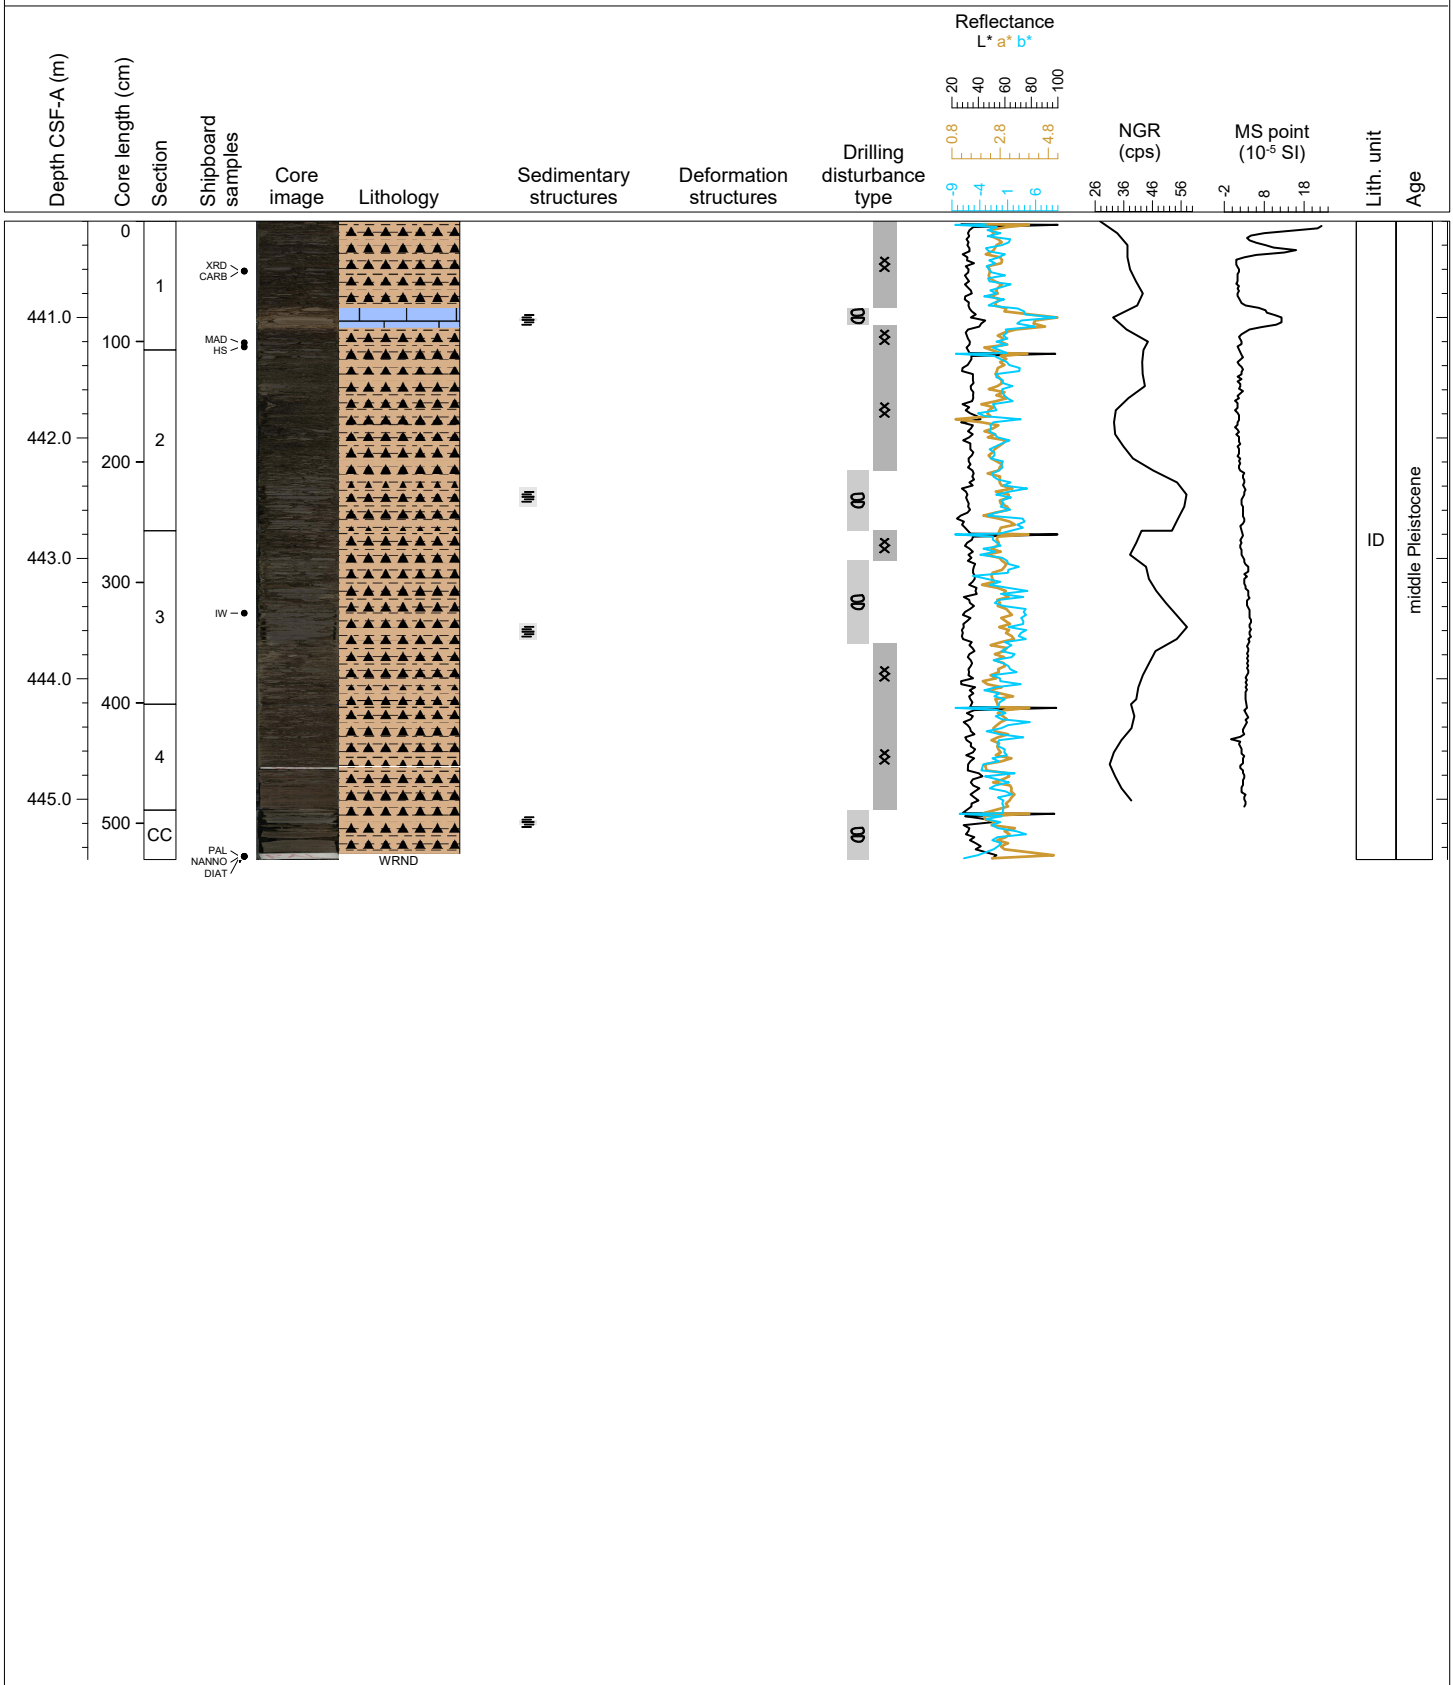 Depth CSF-A (m)
Core length (cm)
Section
Shipboard
samples
Core
image
Lithology
Sedimentary
structures
Deformation
structures
Drilling
disturbance
type
Reflectance
L* a* b*
20 40 60 80 100
0.8 2.8 4.8
-9 -4 1 6
NGR
(cps)
26 36 46 56
MS point
(10⁻⁵ SI)
-2 8 18
Lith. unit
Age
441.0
442.0
443.0
444.0
445.0
0
100
200
300
400
500
1
2
3
4
CC
XRD
CARB
MAD
HS
IW
PAL
NANNO
DIAT
WRND
ID
middle Pleistocene